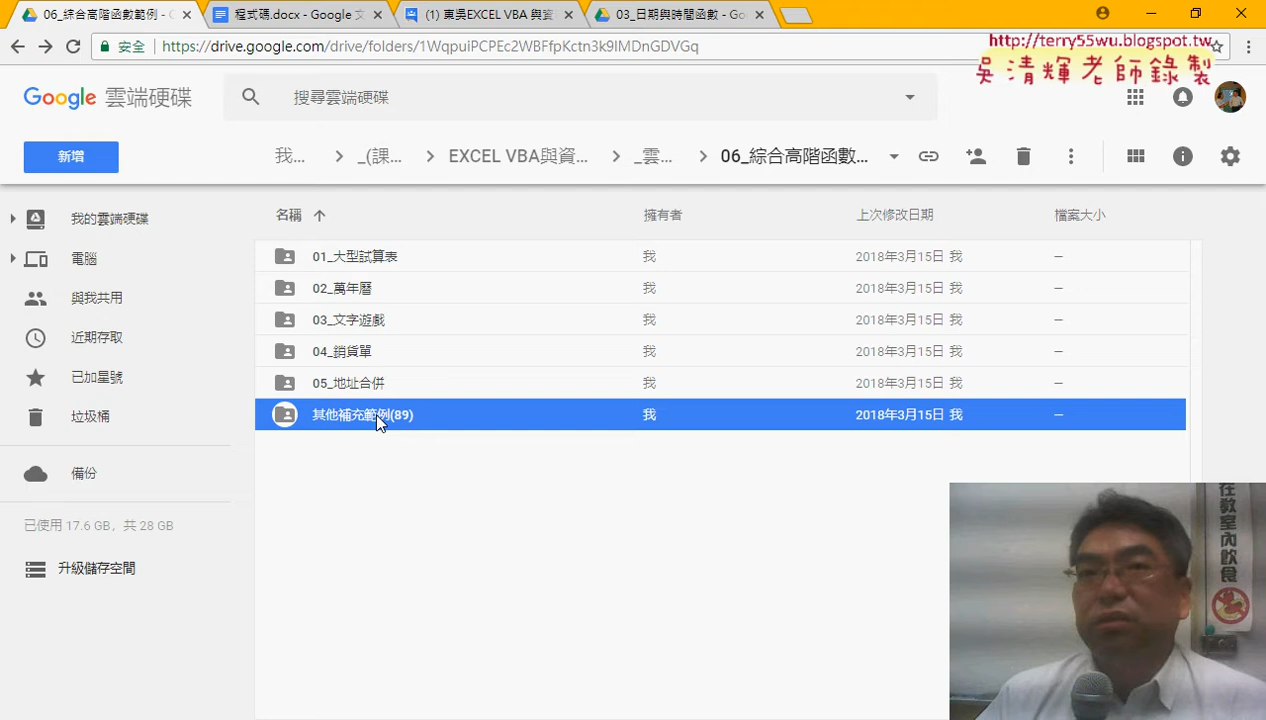 06_綜合高階函數範例 - G
程式碼.docx - Google 文
(1) 東吳EXCEL VBA 與資
03_日期與時間函數 - Go
安全
https://drive.google.com/drive/folders/1WqpuiPCPEc2WBFfpKctn3k9IMDnGDVGq
http://terry55wu.blogspot.tw
吳清輝老師錄製
Google 雲端硬碟
搜尋雲端硬碟
新增
我... > _(課... > EXCEL VBA與資... > _雲... > 06_綜合高階函數...
名稱
擁有者
上次修改日期
檔案大小
我的雲端硬碟
電腦
與我共用
近期存取
已加星號
垃圾桶
備份
已使用 17.6 GB，共 28 GB
升級儲存空間
01_大型試算表 我 2018年3月15日 我 —
02_萬年曆 我 2018年3月15日 我 —
03_文字遊戲 我 2018年3月15日 我 —
04_銷貨單 我 2018年3月15日 我 —
05_地址合併 我 2018年3月15日 我 —
其他補充範例(89) 我 2018年3月15日 我 —
在教室內飲食